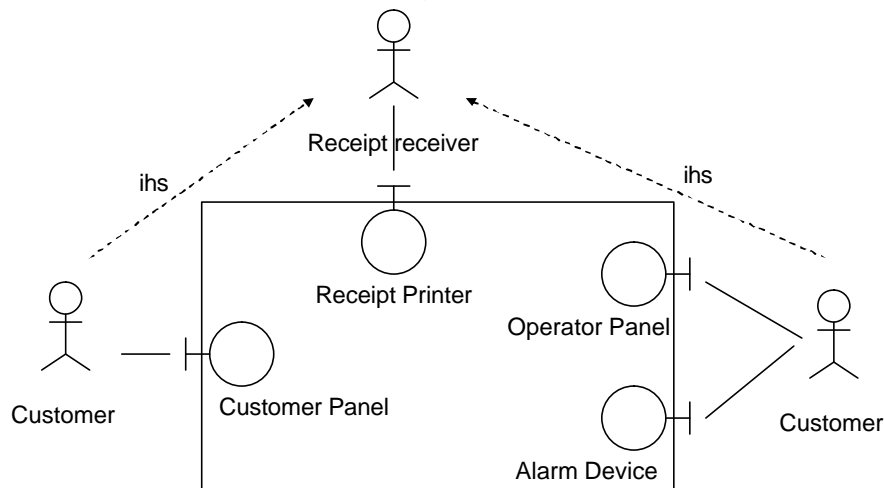 Receipt receiver
ihs
ihs
Receipt Printer
Operator Panel
Customer
Customer Panel
Customer
Alarm Device